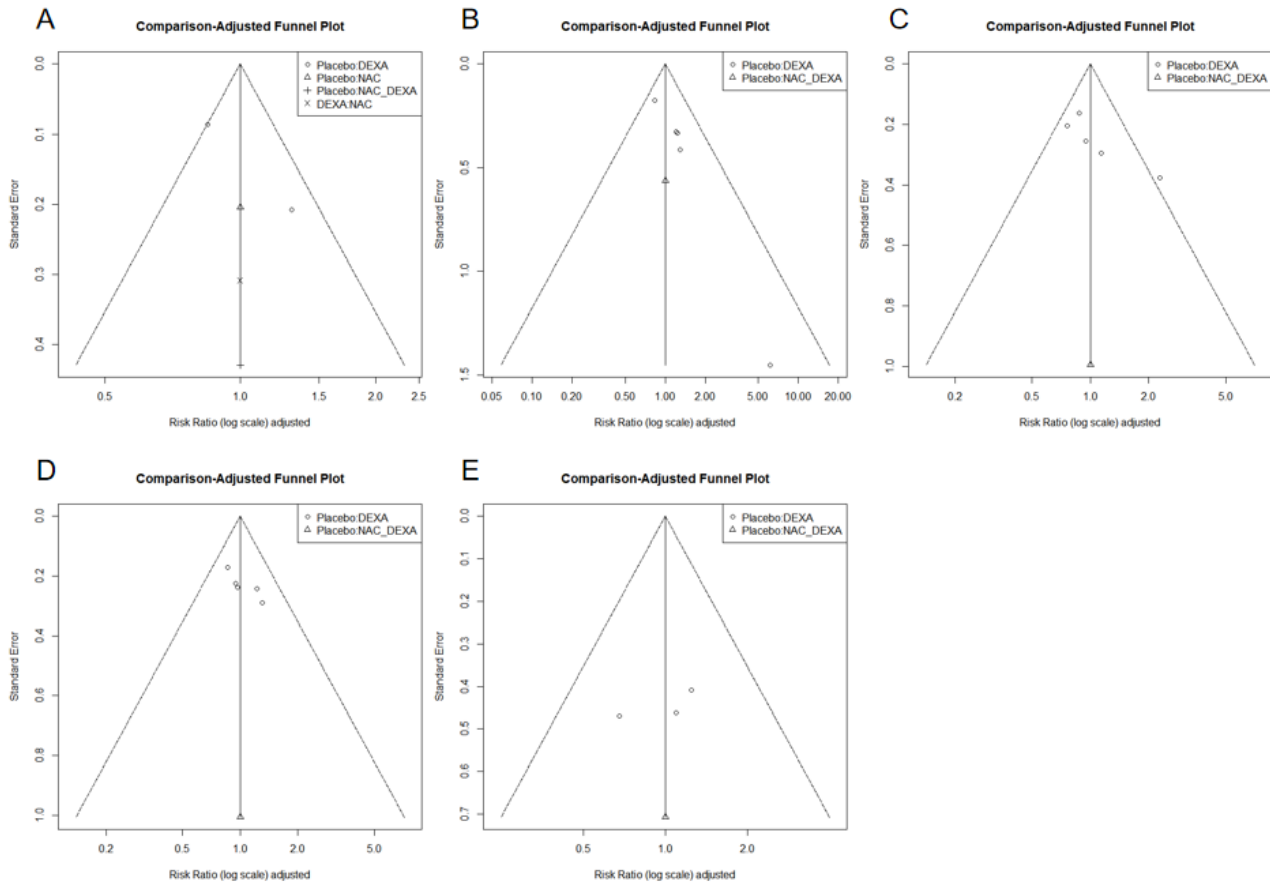 A
Comparison-Adjusted Funnel Plot
Placebo:DEXA
Placebo:NAC
Placebo:NAC_DEXA
DEXA:NAC
0.0
0.1
0.2
0.3
0.4
Standard Error
0.5 1.0 1.5 2.0 2.5
Risk Ratio (log scale) adjusted
B
Comparison-Adjusted Funnel Plot
Placebo:DEXA
Placebo:NAC_DEXA
0.0
0.5
1.0
1.5
Standard Error
0.05 0.10 0.20 0.50 1.00 2.00 5.00 10.00 20.00
Risk Ratio (log scale) adjusted
C
Comparison-Adjusted Funnel Plot
Placebo:DEXA
Placebo:NAC_DEXA
0.0
0.2
0.4
0.6
0.8
1.0
Standard Error
0.2 0.5 1.0 2.0 5.0
Risk Ratio (log scale) adjusted
D
Comparison-Adjusted Funnel Plot
Placebo:DEXA
Placebo:NAC_DEXA
0.0
0.2
0.4
0.6
0.8
1.0
Standard Error
0.2 0.5 1.0 2.0 5.0
Risk Ratio (log scale) adjusted
E
Comparison-Adjusted Funnel Plot
Placebo:DEXA
Placebo:NAC_DEXA
0.0
0.1
0.2
0.3
0.4
0.5
0.6
0.7
Standard Error
0.5 1.0 2.0
Risk Ratio (log scale) adjusted